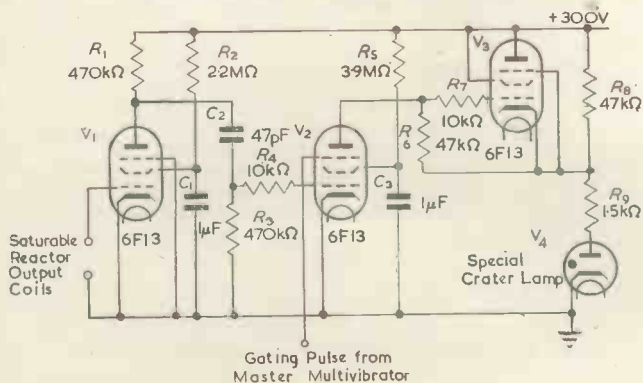 +300V
R1
470kΩ
R2
2·2MΩ
R5
39MΩ
V3
R8
47kΩ
C2
47pF
R7
10kΩ
V1
V2
R4
10kΩ
R6
47kΩ
6F13
C1
1μF
C3
1μF
R9
1·5kΩ
6F13
R3
470kΩ
6F13
V4
Saturable
Reactor
Output
Coils
Special
Crater Lamp
Gating Pulse from
Master Multivibrator